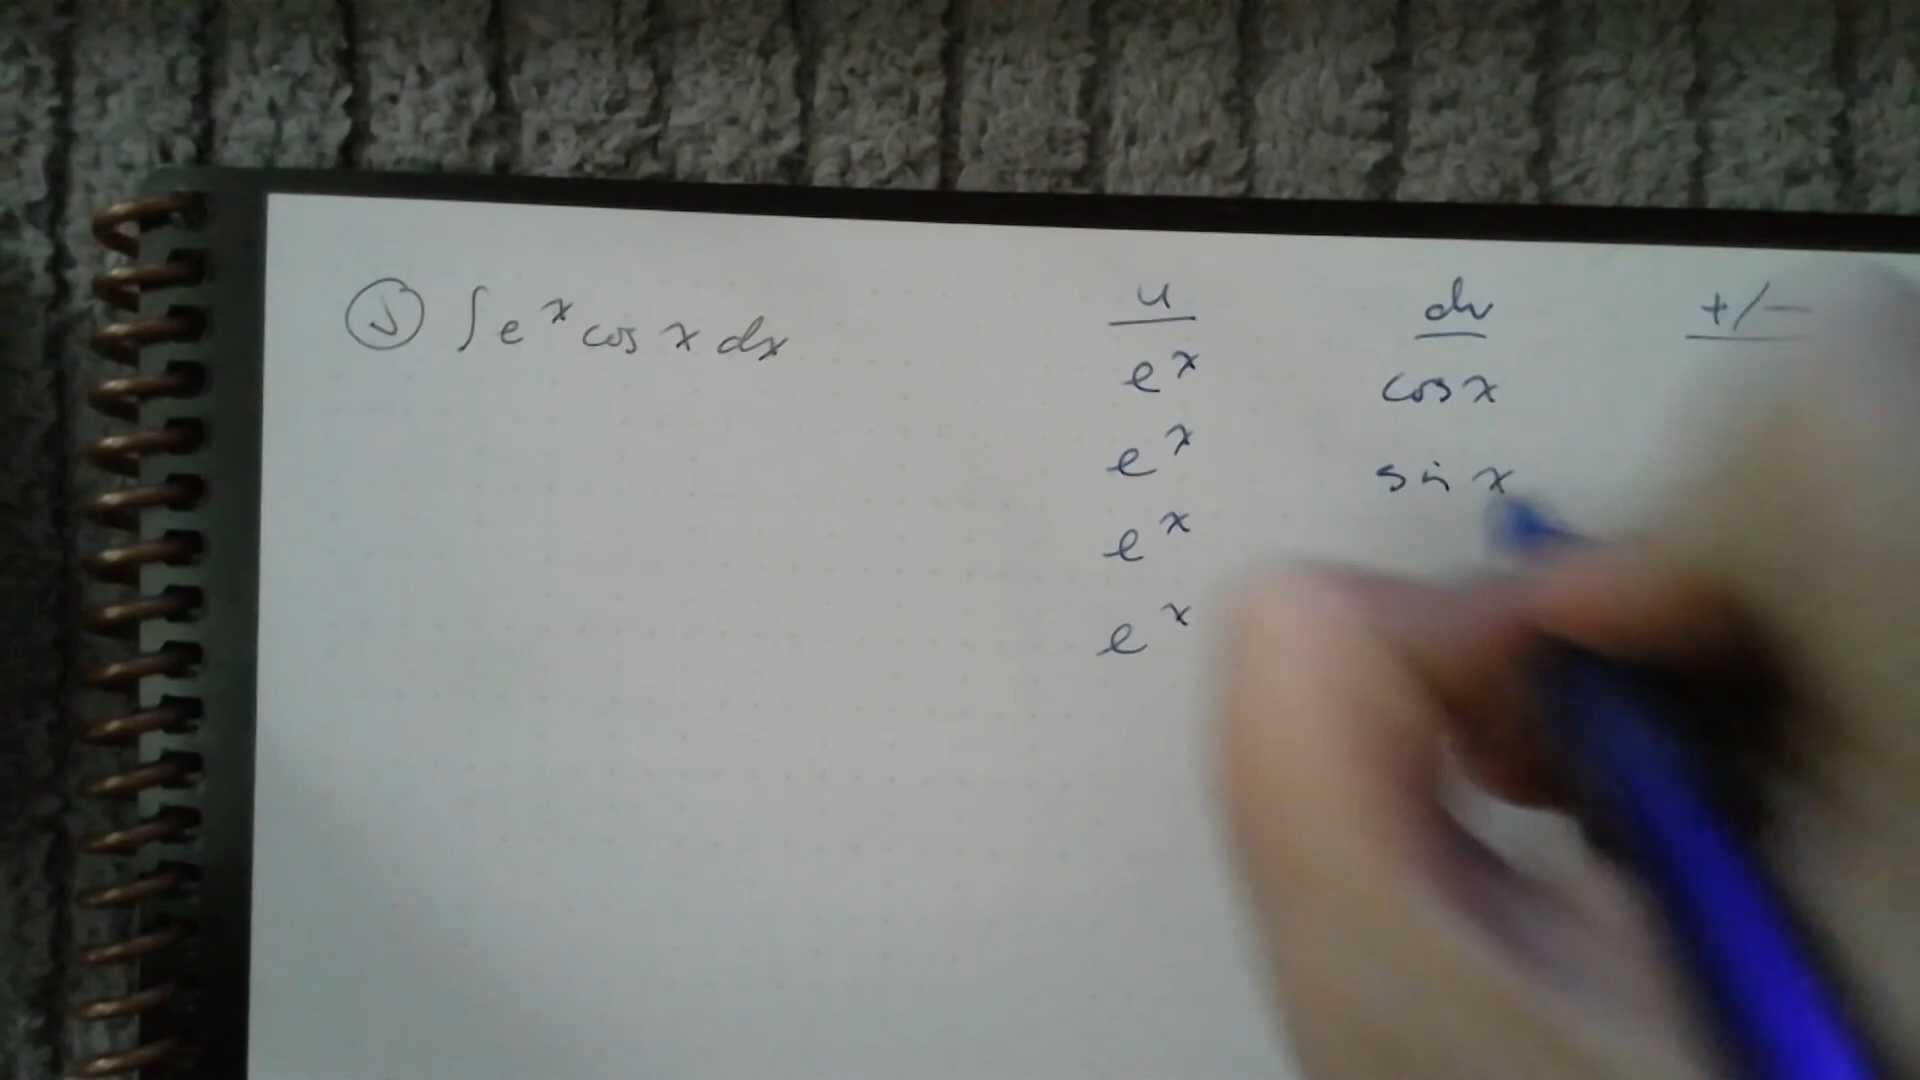 ⑤ ∫ e^x cos x dx
u dv +/-
e^x cos x
e^x sin x
e^x
e^x